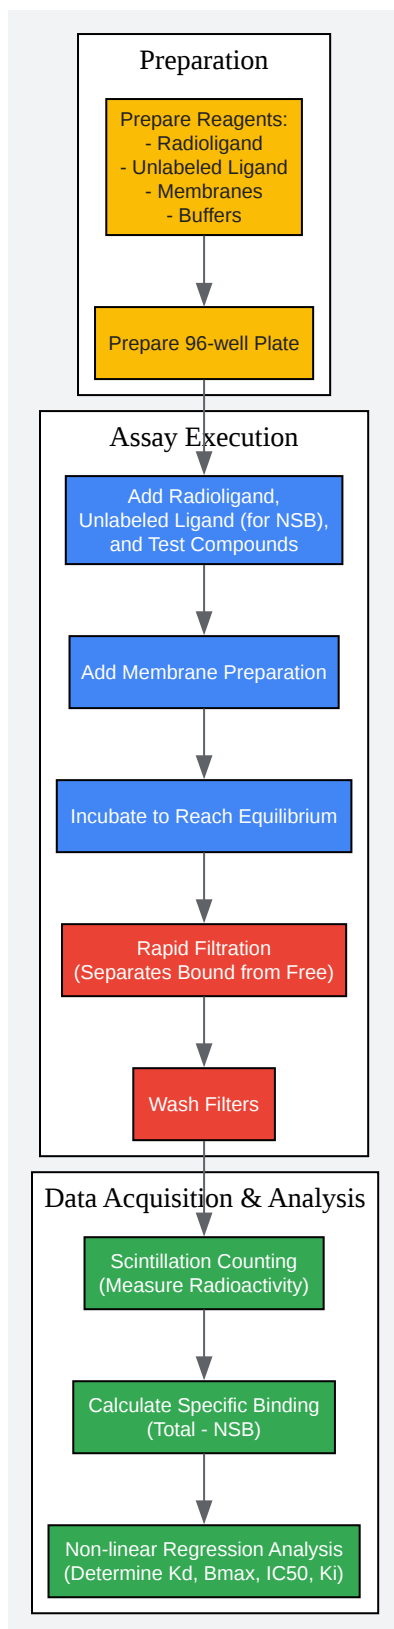 Preparation
Prepare Reagents:
- Radioligand
- Unlabeled Ligand
- Membranes
- Buffers
Prepare 96-well Plate
Assay Execution
Add Radioligand,
Unlabeled Ligand (for NSB),
and Test Compounds
Add Membrane Preparation
Incubate to Reach Equilibrium
Rapid Filtration
(Separates Bound from Free)
Wash Filters
Data Acquisition & Analysis
Scintillation Counting
(Measure Radioactivity)
Calculate Specific Binding
(Total - NSB)
Non-linear Regression Analysis
(Determine Kd, Bmax, IC50, Ki)